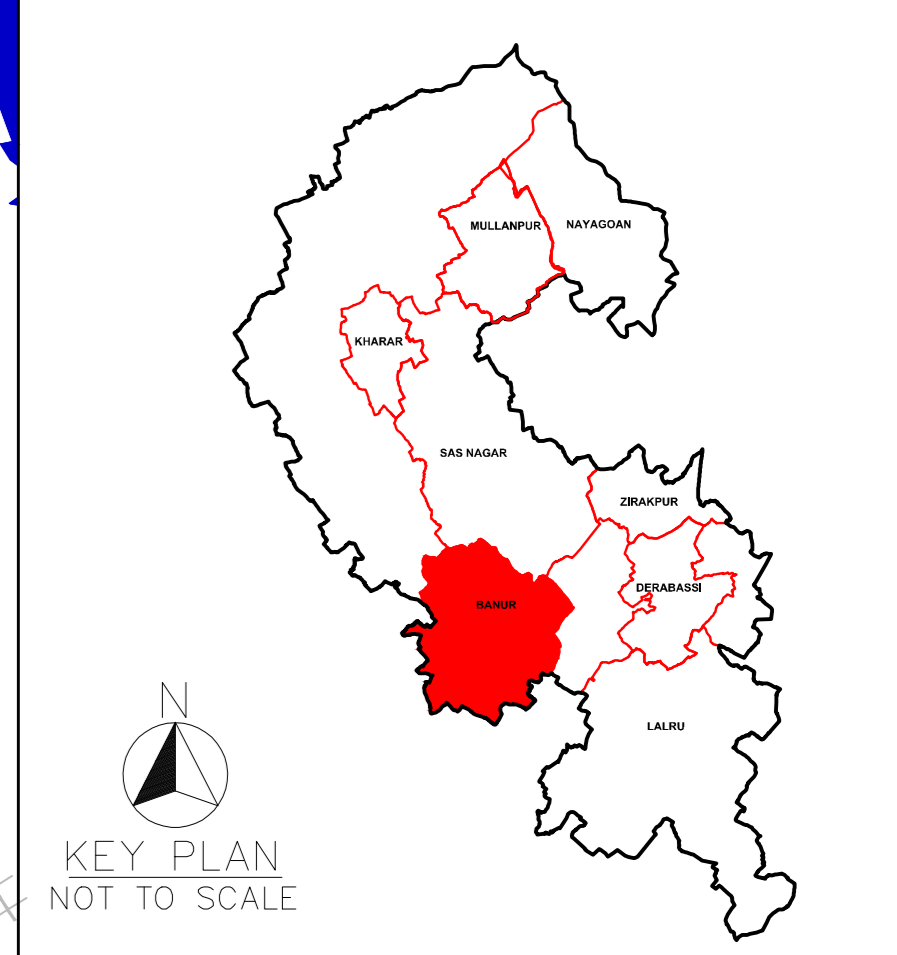 MULLANPUR
NAYAGOAN
KHARAR
SAS NAGAR
ZIRAKPUR
DERABASSI
BANUR
LALRU
N
KEY PLAN
NOT TO SCALE